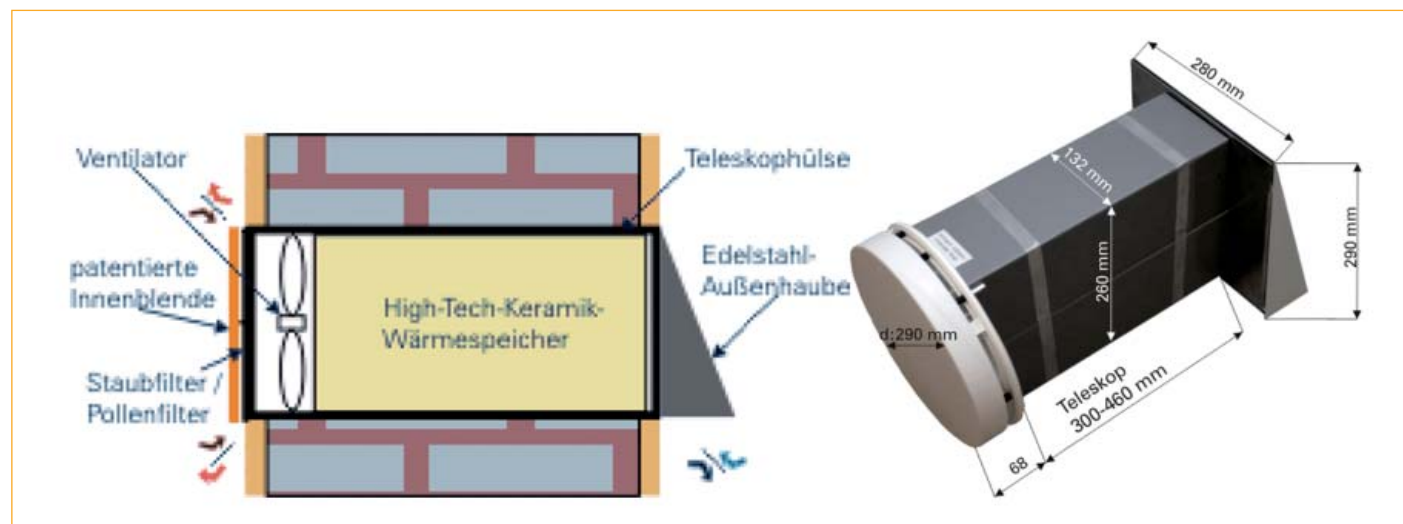 Ventilator
patentierte
Innenblende
Staubfilter /
Pollenfilter
High-Tech-Keramik-
Wärmespeicher
Teleskophülse
Edelstahl-
Außenhaube
280 mm
132 mm
260 mm
290 mm
d:290 mm
Teleskop
300-460 mm
68